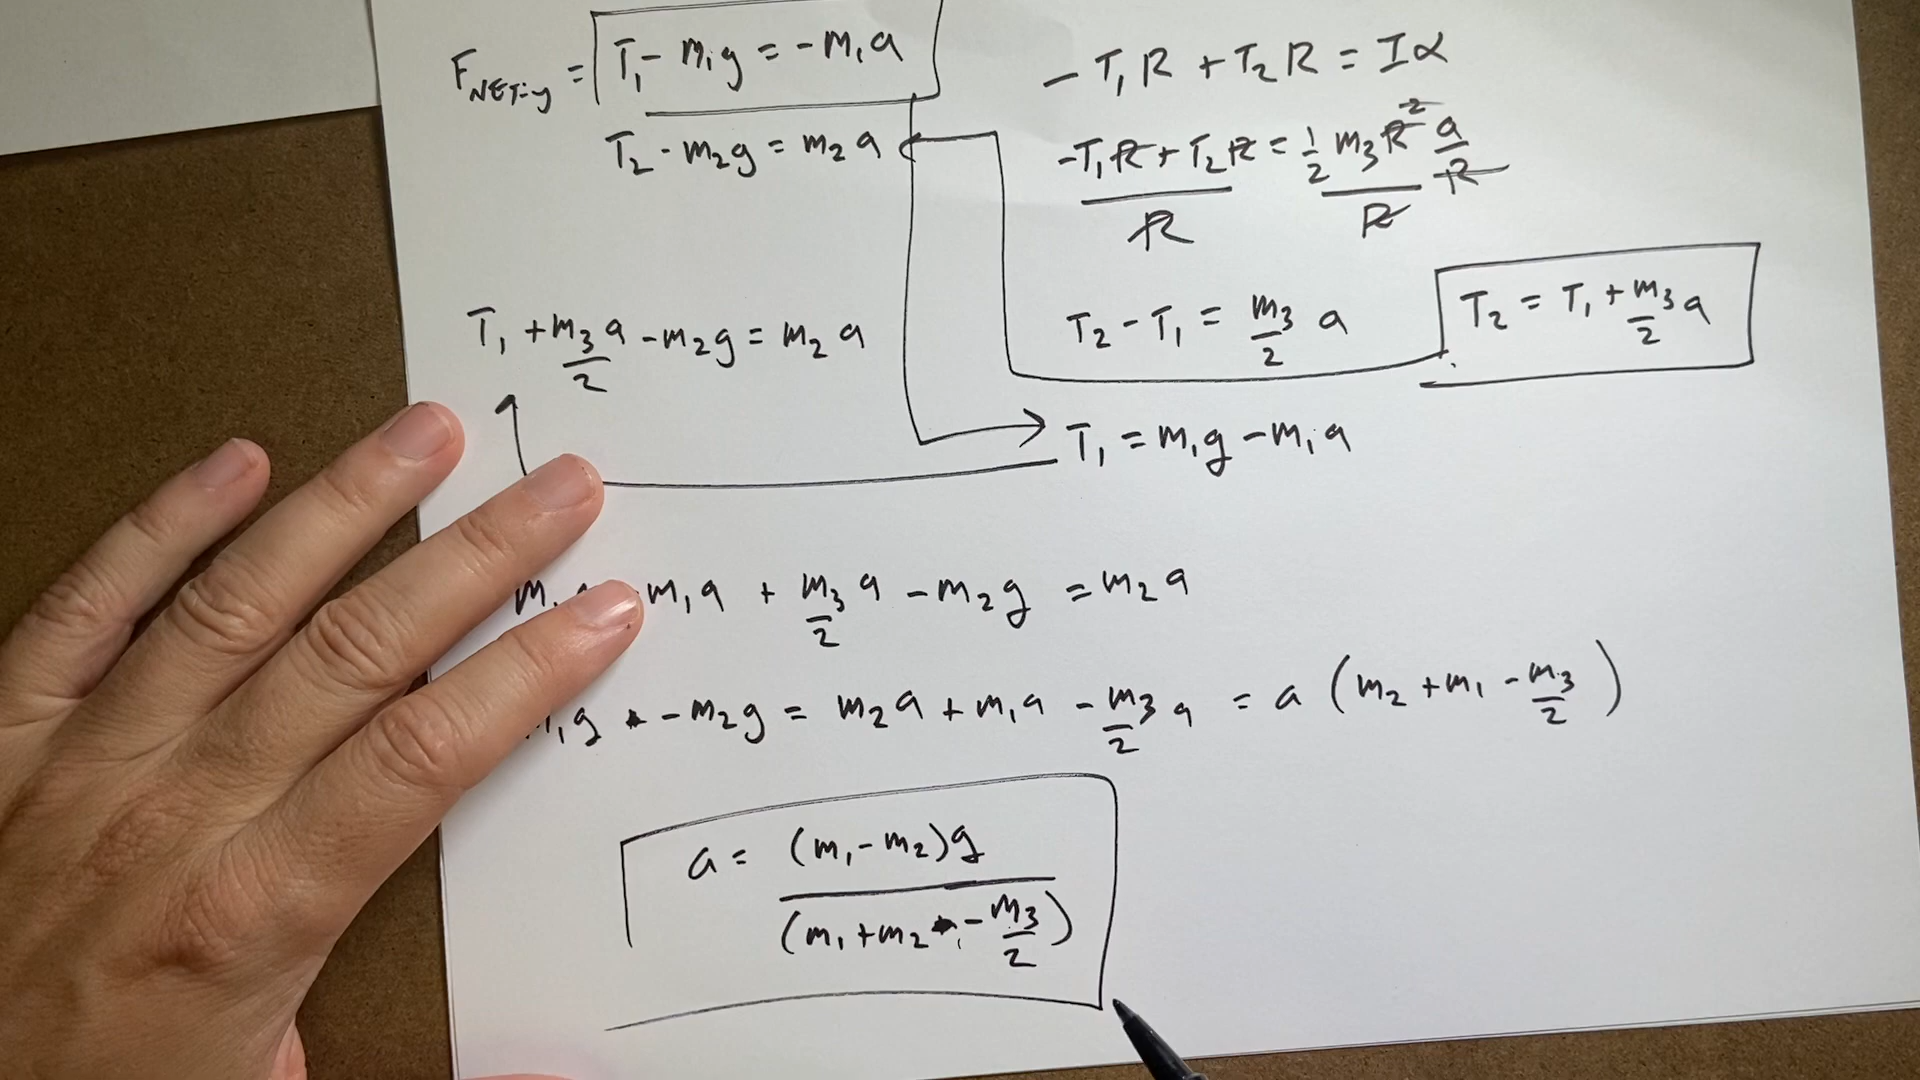 F_NET-y = T₁ - m₁g = -m₁a
T₂ - m₂g = m₂a
-T₁R + T₂R = Iα
(-T₁R + T₂R)/R = 1/2 m₃R²/R a/R
T₂ - T₁ = m₃/2 a
T₂ = T₁ + m₃/2 a
T₁ + m₃a/2 - m₂g = m₂a
T₁ = m₁g - m₁a
m₁a + m₃/2 a - m₂g = m₂a
₁g - m₂g = m₂a + m₁a - m₃/2 a = a (m₂ + m₁ - m₃/2)
a = (m₁ - m₂)g / (m₁ + m₂ - m₃/2)